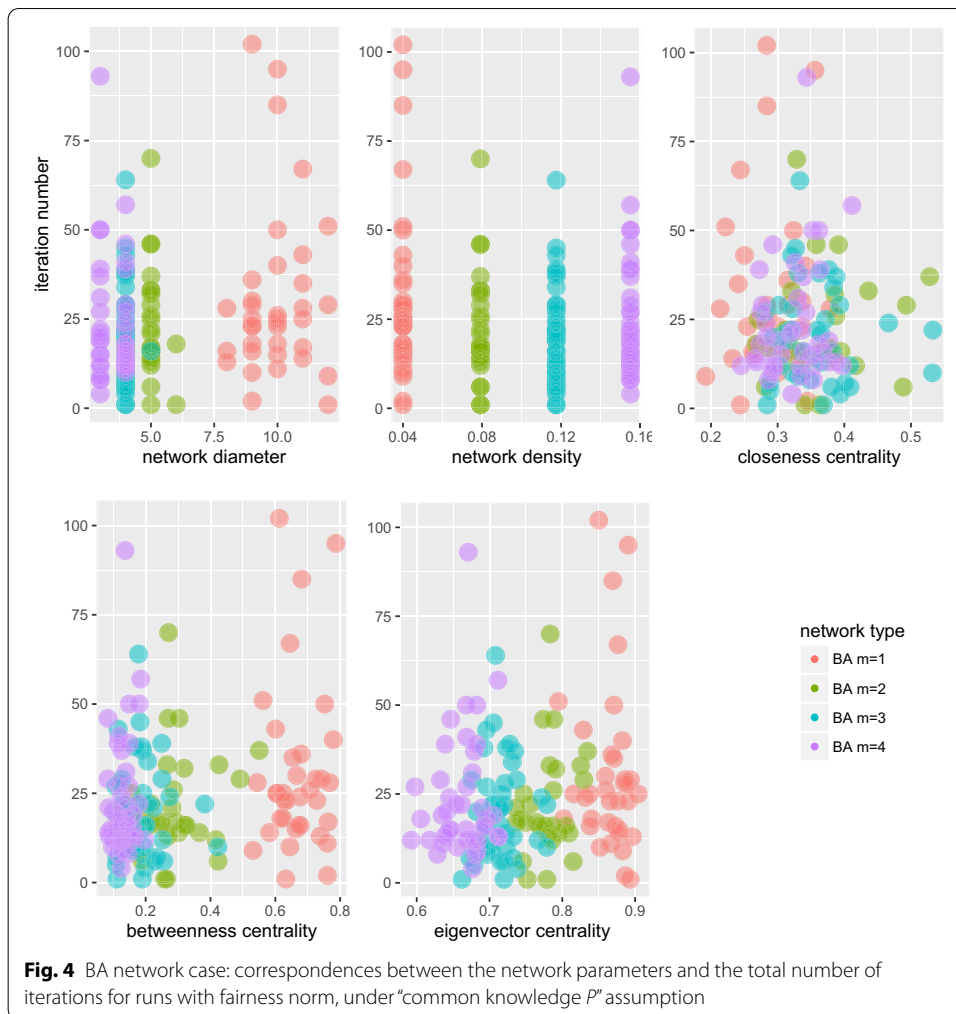 100
75
50
25
0
iteration number
5.0 7.5 10.0
network diameter
0.04 0.08 0.12 0.16
network density
100
75
50
25
0
0.2 0.3 0.4 0.5
closeness centrality
100
75
50
25
0
0.2 0.4 0.6 0.8
betweenness centrality
100
75
50
25
0
0.6 0.7 0.8 0.9
eigenvector centrality
network type
BA m=1
BA m=2
BA m=3
BA m=4
Fig. 4 BA network case: correspondences between the network parameters and the total number of
iterations for runs with fairness norm, under "common knowledge P" assumption